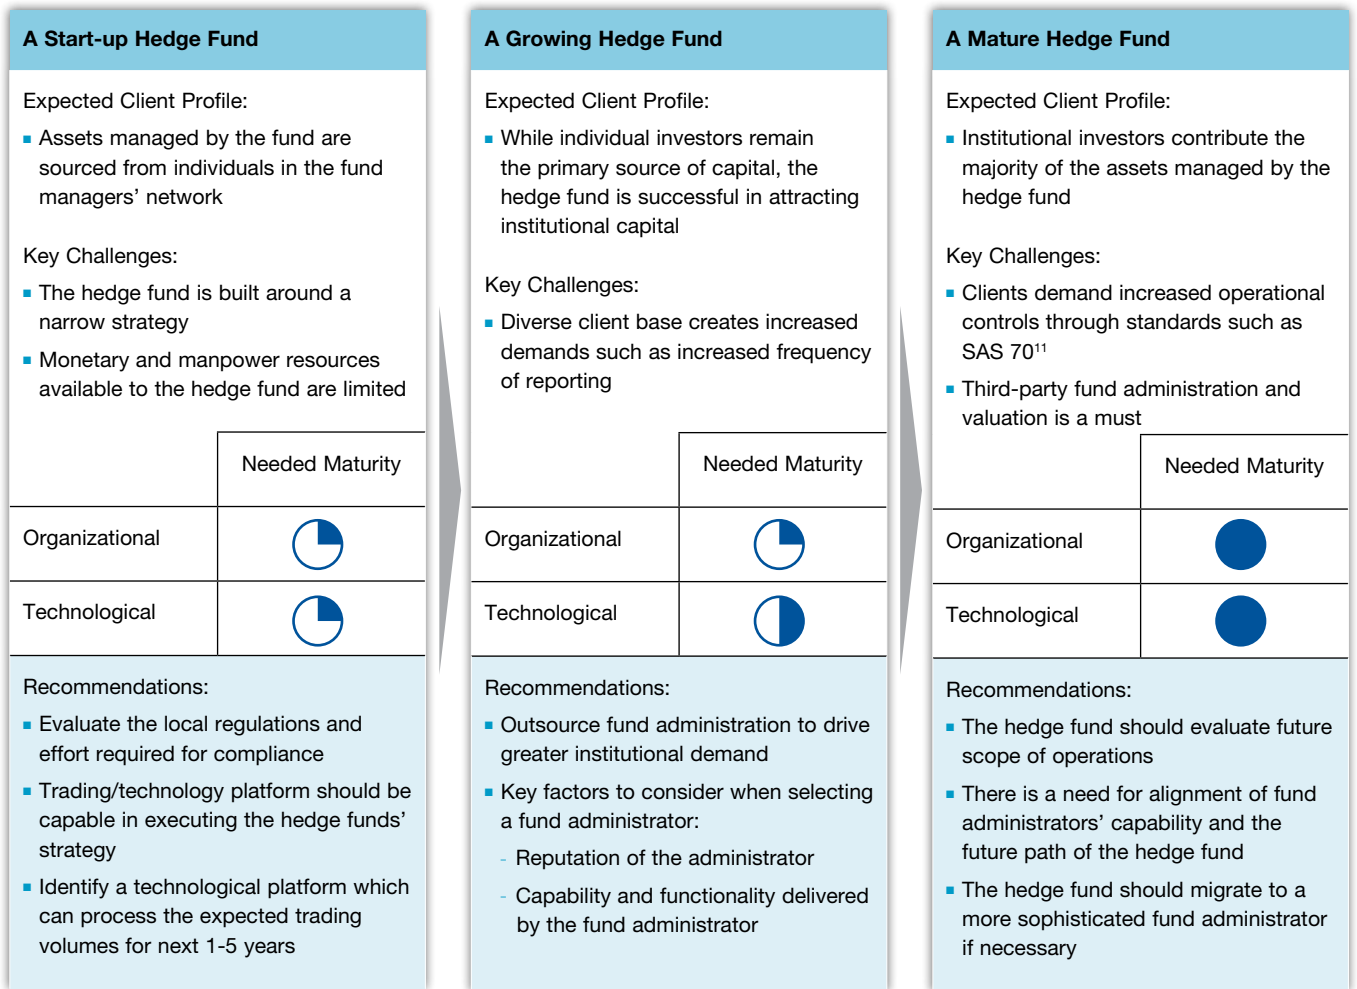 A Start-up Hedge Fund
Expected Client Profile:
▪ Assets managed by the fund are
sourced from individuals in the fund
managers’ network
Key Challenges:
▪ The hedge fund is built around a
narrow strategy
▪ Monetary and manpower resources
available to the hedge fund are limited
Needed Maturity
Organizational
Technological
Recommendations:
▪ Evaluate the local regulations and
effort required for compliance
▪ Trading/technology platform should be
capable in executing the hedge funds’
strategy
▪ Identify a technological platform which
can process the expected trading
volumes for next 1-5 years
A Growing Hedge Fund
Expected Client Profile:
▪ While individual investors remain
the primary source of capital, the
hedge fund is successful in attracting
institutional capital
Key Challenges:
▪ Diverse client base creates increased
demands such as increased frequency
of reporting
Needed Maturity
Organizational
Technological
Recommendations:
▪ Outsource fund administration to drive
greater institutional demand
▪ Key factors to consider when selecting
a fund administrator:
- Reputation of the administrator
- Capability and functionality delivered
by the fund administrator
A Mature Hedge Fund
Expected Client Profile:
▪ Institutional investors contribute the
majority of the assets managed by the
hedge fund
Key Challenges:
▪ Clients demand increased operational
controls through standards such as
SAS 70¹¹
▪ Third-party fund administration and
valuation is a must
Needed Maturity
Organizational
Technological
Recommendations:
▪ The hedge fund should evaluate future
scope of operations
▪ There is a need for alignment of fund
administrators’ capability and the
future path of the hedge fund
▪ The hedge fund should migrate to a
more sophisticated fund administrator
if necessary